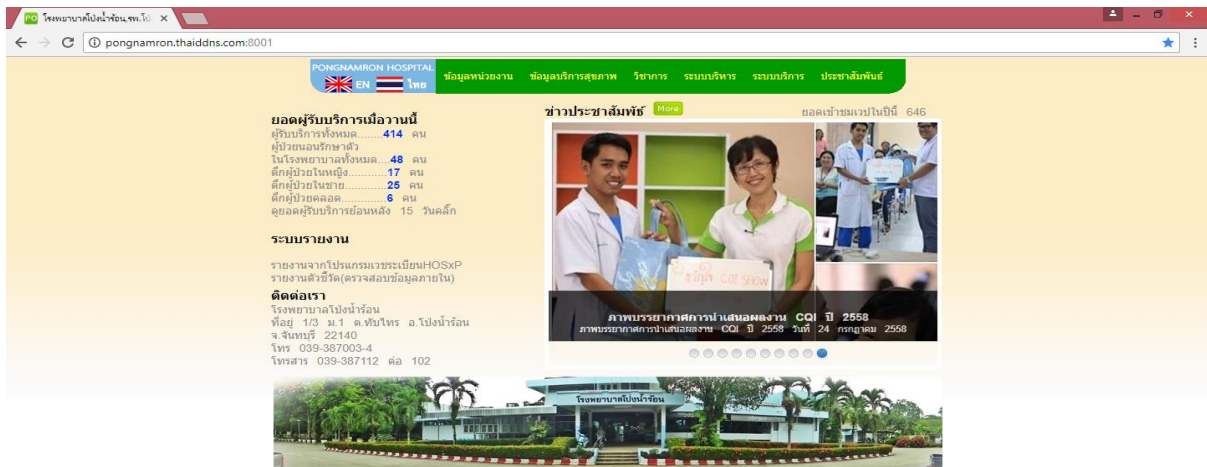 โรงพยาบาลโป่งน้ำร้อน,รพ.โป่
pongnamron.thaiddns.com:8001
PONGNAMRON HOSPITAL
EN ไทย
ข้อมูลหน่วยงาน ข้อมูลบริการสุขภาพ วิชาการ ระบบบริหาร ระบบบริการ ประชาสัมพันธ์
ยอดผู้รับบริการเมื่อวานนี้
ผู้รับบริการทั้งหมด........414 คน
ผู้ป่วยนอนรักษาตัว
ในโรงพยาบาลทั้งหมด....48 คน
ตึกผู้ป่วยในหญิง............17 คน
ตึกผู้ป่วยในชาย............25 คน
ตึกผู้ป่วยคลอด.............6 คน
ดูยอดผู้รับบริการย้อนหลัง 15 วันคลิ๊ก
ระบบรายงาน
รายงานจากโปรแกรมเวชระเบียนHOSxP
รายงานตัวชี้วัด(ตรวจสอบข้อมูลภายใน)
ติดต่อเรา
โรงพยาบาลโป่งน้ำร้อน
ที่อยู่ 1/3 ม.1 ต.ทับไทร อ.โป่งน้ำร้อน
จ.จันทบุรี 22140
โทร 039-387003-4
โทรสาร 039-387112 ต่อ 102
ข่าวประชาสัมพัธ์ More
ยอดเข้าชมเวปในปีนี้ 646
ขวัญใจ CQI SHOW
ภาพบรรยากาศการนำเสนอผลงาน CQI ปี 2558
ภาพบรรยากาศการนำเสนอผลงาน CQI ปี 2558 วันที่ 24 กรกฎาคม 2558
โรงพยาบาลโป่งน้ำร้อน